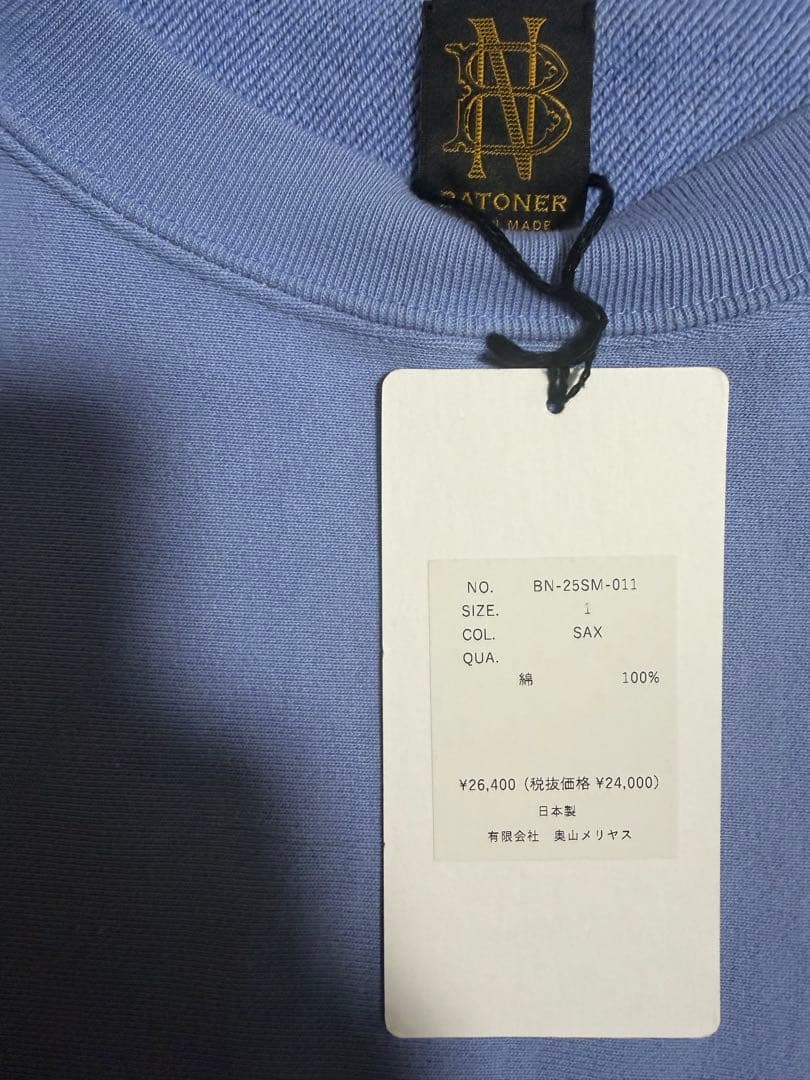 BN
BATONER
MADE
NO. BN-25SM-011
SIZE. 1
COL. SAX
QUA.
綿 100%
¥26,400（税抜価格 ¥24,000）
日本製
有限会社 奥山メリヤス